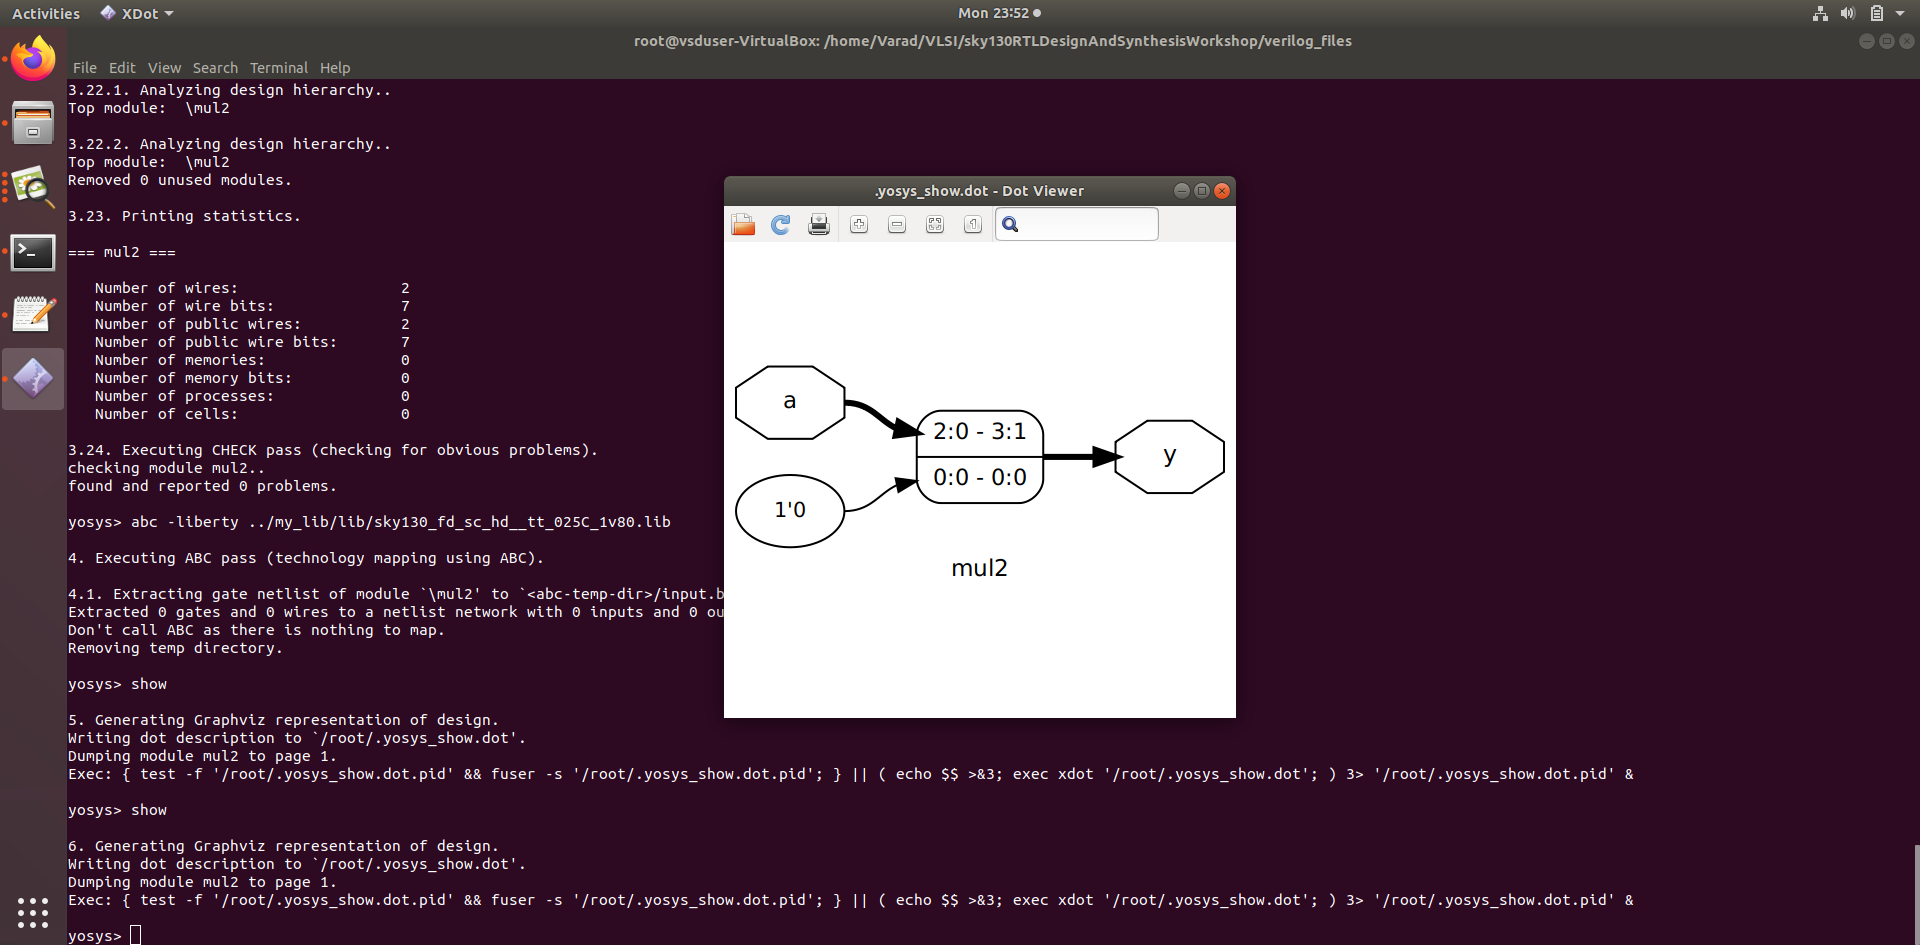 Activities
XDot
Mon 23:52
root@vsduser-VirtualBox: /home/Varad/VLSI/sky130RTLDesignAndSynthesisWorkshop/verilog_files
File Edit View Search Terminal Help
3.22.1. Analyzing design hierarchy..
Top module:  \mul2
3.22.2. Analyzing design hierarchy..
Top module:  \mul2
Removed 0 unused modules.
3.23. Printing statistics.
=== mul2 ===
Number of wires: 2
Number of wire bits: 7
Number of public wires: 2
Number of public wire bits: 7
Number of memories: 0
Number of memory bits: 0
Number of processes: 0
Number of cells: 0
3.24. Executing CHECK pass (checking for obvious problems).
checking module mul2..
found and reported 0 problems.
yosys> abc -liberty ../my_lib/lib/sky130_fd_sc_hd__tt_025C_1v80.lib
4. Executing ABC pass (technology mapping using ABC).
4.1. Extracting gate netlist of module `\mul2' to `<abc-temp-dir>/input.b
Extracted 0 gates and 0 wires to a netlist network with 0 inputs and 0 ou
Don't call ABC as there is nothing to map.
Removing temp directory.
yosys> show
5. Generating Graphviz representation of design.
Writing dot description to `/root/.yosys_show.dot'.
Dumping module mul2 to page 1.
Exec: { test -f '/root/.yosys_show.dot.pid' && fuser -s '/root/.yosys_show.dot.pid'; } || ( echo $$ >&3; exec xdot '/root/.yosys_show.dot'; ) 3> '/root/.yosys_show.dot.pid' &
yosys> show
6. Generating Graphviz representation of design.
Writing dot description to `/root/.yosys_show.dot'.
Dumping module mul2 to page 1.
Exec: { test -f '/root/.yosys_show.dot.pid' && fuser -s '/root/.yosys_show.dot.pid'; } || ( echo $$ >&3; exec xdot '/root/.yosys_show.dot'; ) 3> '/root/.yosys_show.dot.pid' &
yosys>
.yosys_show.dot - Dot Viewer
a
2:0 - 3:1
y
0:0 - 0:0
1'0
mul2